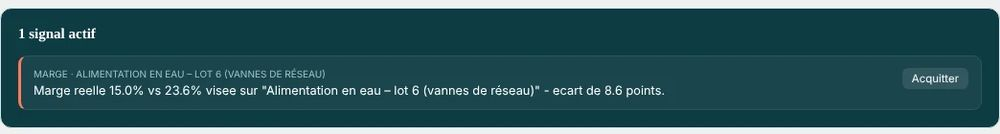 1 signal actif
MARGE · ALIMENTATION EN EAU – LOT 6 (VANNES DE RÉSEAU)
Marge reelle 15.0% vs 23.6% visee sur "Alimentation en eau – lot 6 (vannes de réseau)" - ecart de 8.6 points.
Acquitter